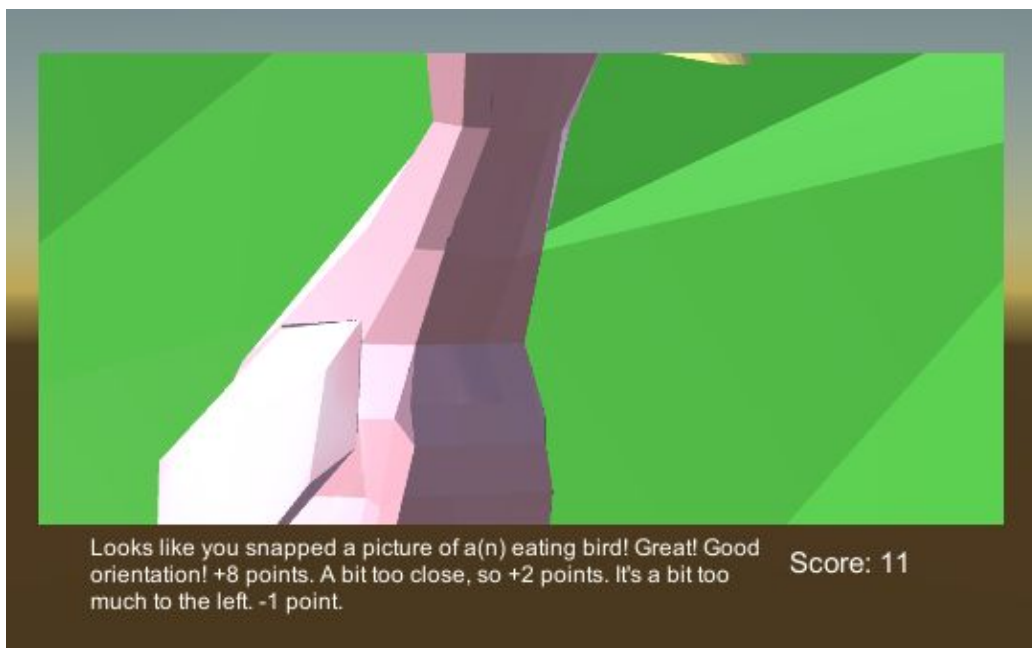 Looks like you snapped a picture of a(n) eating bird! Great! Good
orientation! +8 points. A bit too close, so +2 points. It's a bit too
much to the left. -1 point.
Score: 11